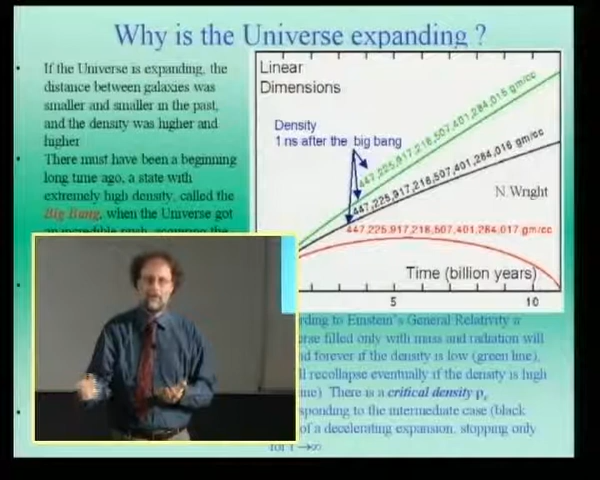 Why is the Universe expanding ?
• If the Universe is expanding, the
distance between galaxies was
smaller and smaller in the past,
and the density was higher and
higher
• There must have been a beginning
long time ago, a state with
extremely high density, called the
Big Bang, when the Universe got
an incredible push
Linear
Dimensions
Density
1 ns after the big bang
447,225,917,218,507,401,284,015 gm/cc
447,225,917,218,507,401,284,016 gm/cc
447,225,917,218,507,401,284,017 gm/cc
N Wright
Time (billion years)
5 10
to Einstein's General Relativity a
filled only with mass and radiation will
forever if the density is low (green line),
recollapse eventually if the density is high
There is a critical density ρc
to the intermediate case (black
of a decelerating expansion, stopping only
for t →∞